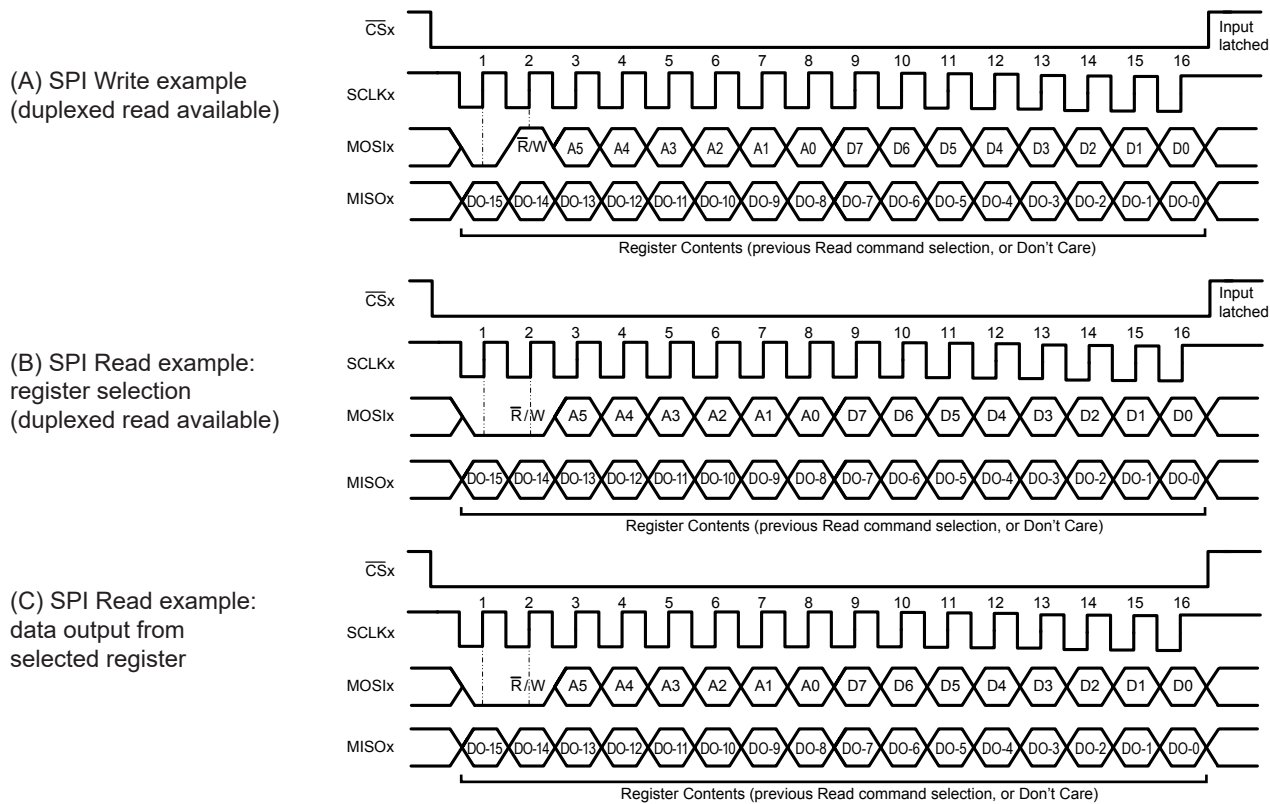 (A) SPI Write example
(duplexed read available)
C̅S̅x
Input
latched
1 2 3 4 5 6 7 8 9 10 11 12 13 14 15 16
SCLKx
MOSIx R̅/W A5 A4 A3 A2 A1 A0 D7 D6 D5 D4 D3 D2 D1 D0
MISOx DO-15 DO-14 DO-13 DO-12 DO-11 DO-10 DO-9 DO-8 DO-7 DO-6 DO-5 DO-4 DO-3 DO-2 DO-1 DO-0
Register Contents (previous Read command selection, or Don’t Care)
(B) SPI Read example:
register selection
(duplexed read available)
C̅S̅x
Input
latched
1 2 3 4 5 6 7 8 9 10 11 12 13 14 15 16
SCLKx
MOSIx R̅/W A5 A4 A3 A2 A1 A0 D7 D6 D5 D4 D3 D2 D1 D0
MISOx DO-15 DO-14 DO-13 DO-12 DO-11 DO-10 DO-9 DO-8 DO-7 DO-6 DO-5 DO-4 DO-3 DO-2 DO-1 DO-0
Register Contents (previous Read command selection, or Don’t Care)
(C) SPI Read example:
data output from
selected register
C̅S̅x
1 2 3 4 5 6 7 8 9 10 11 12 13 14 15 16
SCLKx
MOSIx R̅/W A5 A4 A3 A2 A1 A0 D7 D6 D5 D4 D3 D2 D1 D0
MISOx DO-15 DO-14 DO-13 DO-12 DO-11 DO-10 DO-9 DO-8 DO-7 DO-6 DO-5 DO-4 DO-3 DO-2 DO-1 DO-0
Register Contents (previous Read command selection, or Don’t Care)